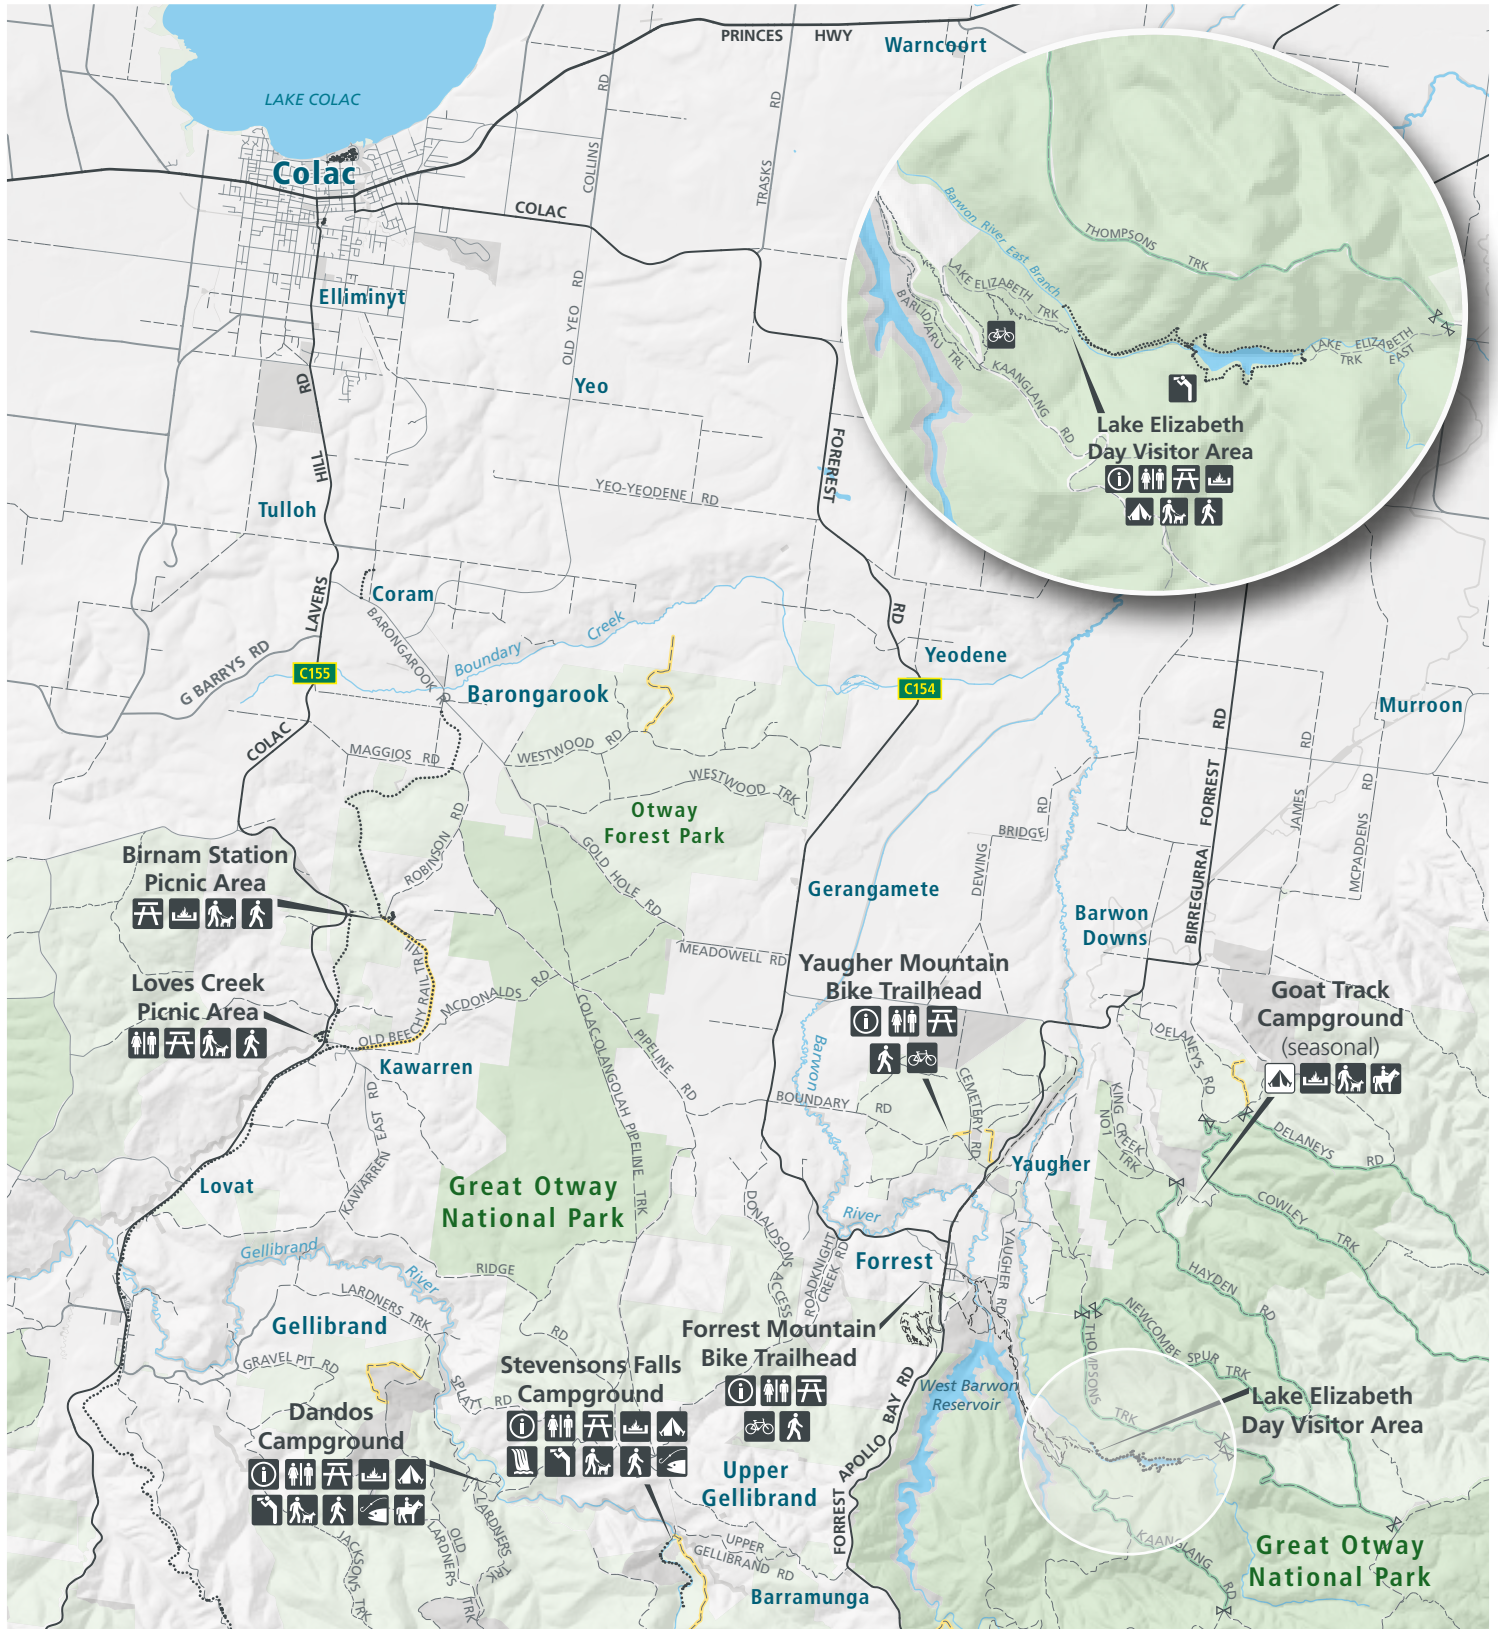 PRINCES HWY
Warncoort
LAKE COLAC
Colac
COLAC
COLLINS
RD
TRASKS
RD
Elliminyt
OLD YEO RD
Yeo
RD
HILL
LAVERS
COLAC
Tulloh
YEO-YEODENE RD
FORREST
RD
Coram
BARONGAROOK R
G BARRYS RD
C155
Boundary Creek
Barongarook
Yeodene
C154
Murroon
MAGGIOS RD
WESTWOOD RD
WESTWOOD TRK
Otway
Forest Park
ROBINSON RD
GOLD HOLE RD
BRIDGE RD
DEWING
FORREST RD
BIRREGURRA
JAMES RD
MCPADDENS RD
Birnam Station
Picnic Area
Gerangamete
Barwon
Downs
MEADOWELL RD
Loves Creek
Picnic Area
OLD BEECHY RAIL TRAIL
MCDONALDS RD
Kawarren
COLAC-OLANGOLAH PIPELINE TRK
PIPELINE RD
Yaugher Mountain
Bike Trailhead
Goat Track
Campground
(seasonal)
Barwon
River
BOUNDARY RD
CEMETERY RD
DELANEYS RD
KING CREEK
NO1 TRK
DELANEYS RD
KAWARREN EAST RD
Lovat
Great Otway
National Park
Yaugher
COWLEY TRK
DONALDSONS ACCESS
ROADKNIGHT
CREEK RD
Forrest
YAUGHER RD
HAYDEN RD
Gellibrand River
RIDGE RD
LARDNERS TRK
Gellibrand
GRAVEL PIT RD
SPLATT RD
NEWCOMBE SPUR TRK
THOMPSONS TRK
Forrest Mountain
Bike Trailhead
Stevensons Falls
Campground
Dandos
Campground
West Barwon
Reservoir
FORREST APOLLO BAY RD
Lake Elizabeth
Day Visitor Area
Upper
Gellibrand
JACKSONS TRK
OLD
LARDNERS
TRK
LARDNERS TRK
UPPER
GELLIBRAND RD
Barramunga
KAANGLANG RD
Great Otway
National Park
Barwon River East Branch
THOMPSONS TRK
LAKE ELIZABETH TRK
BARLIDJARU TRL
KAANGLANG RD
LAKE ELIZABETH
TRK EAST
Lake Elizabeth
Day Visitor Area